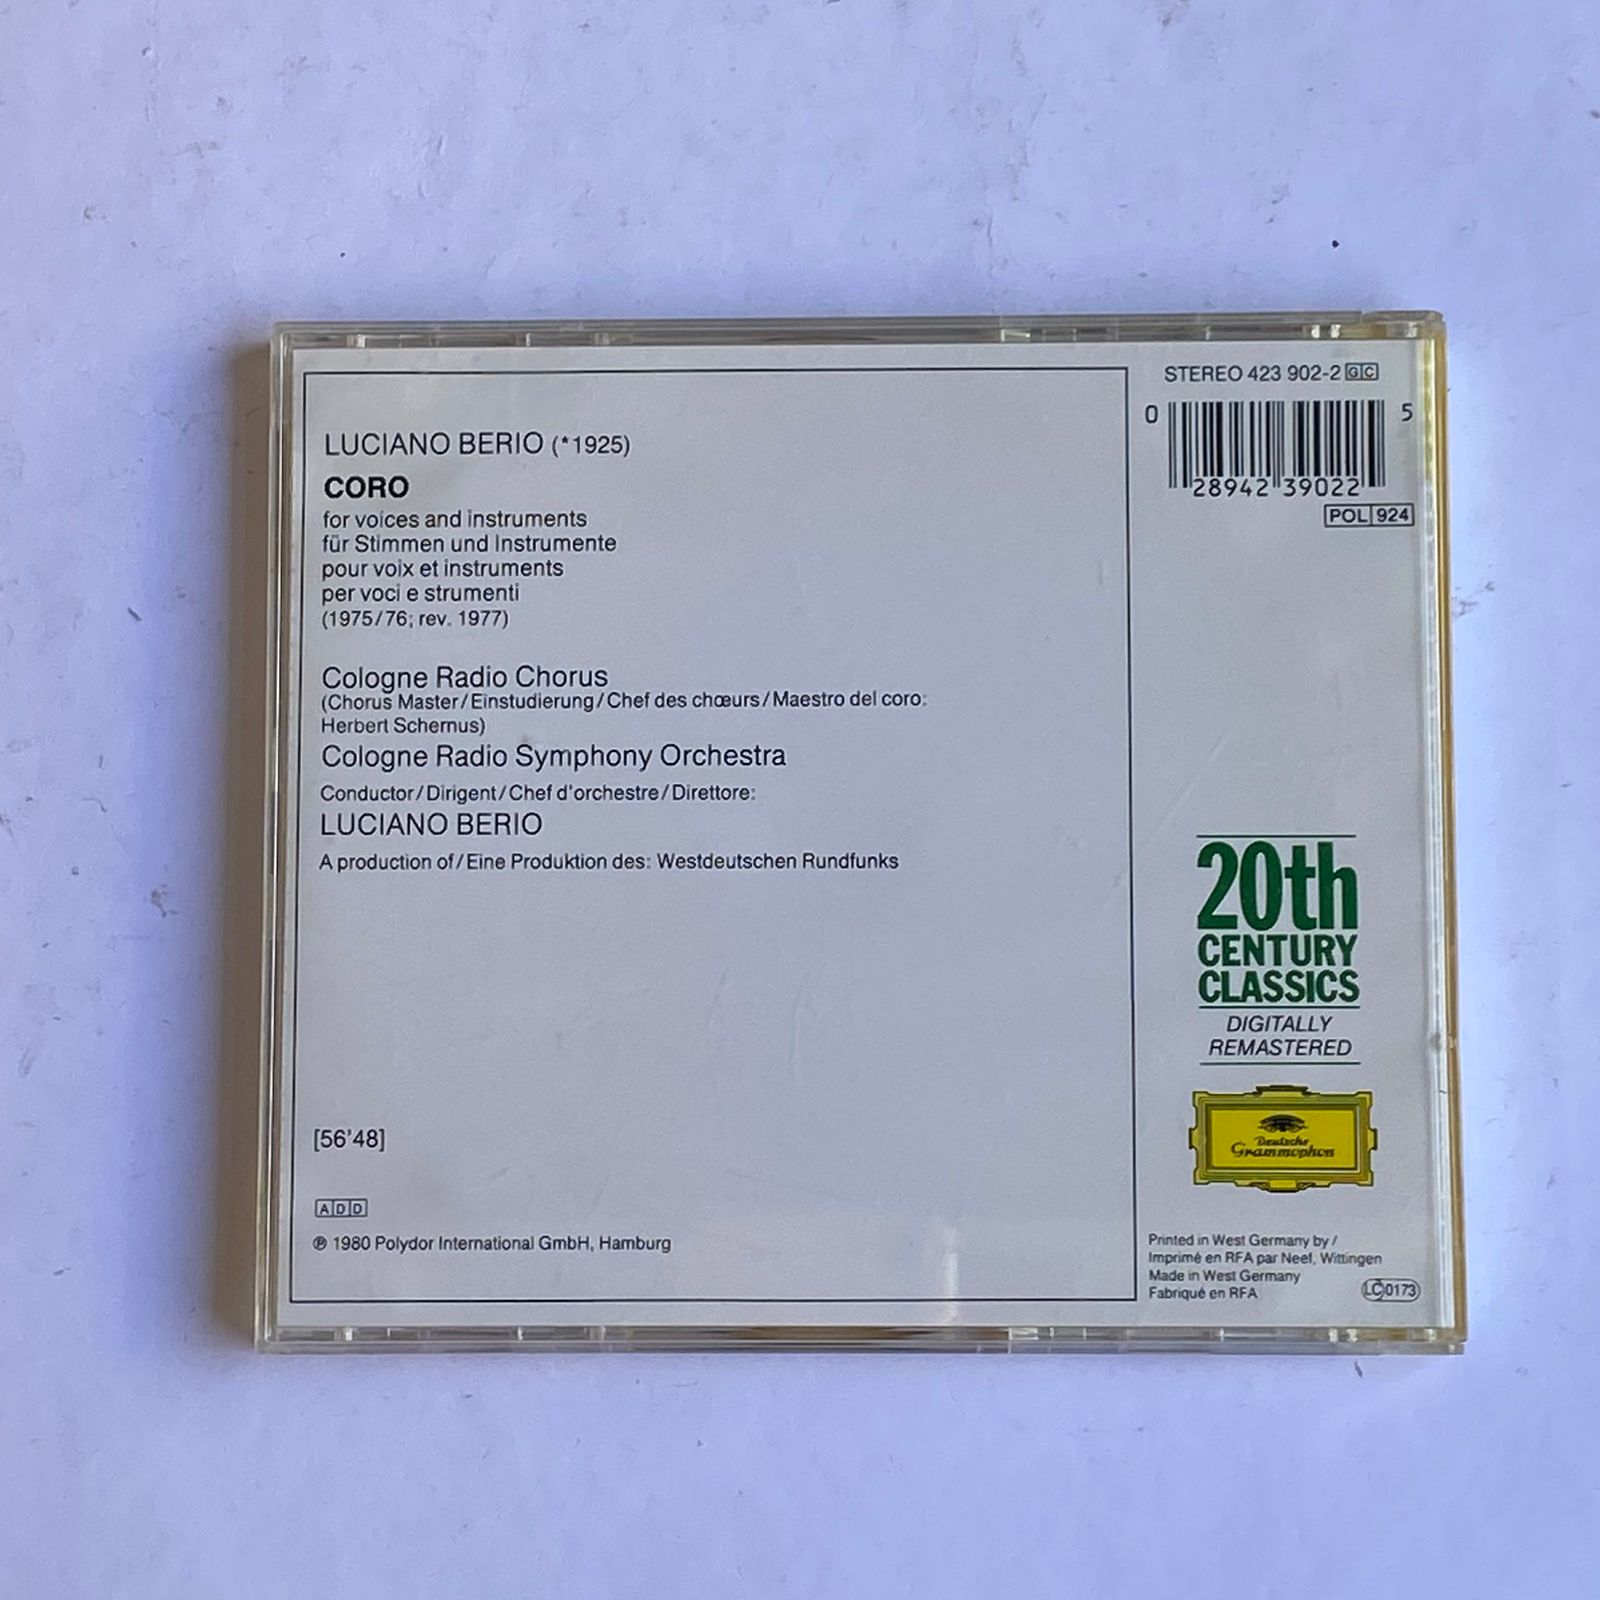 LUCIANO BERIO (*1925)
CORO
for voices and instruments
für Stimmen und Instrumente
pour voix et instruments
per voci e strumenti
(1975/76; rev. 1977)
Cologne Radio Chorus
(Chorus Master/Einstudierung/Chef des chœurs/Maestro del coro:
Herbert Schernus)
Cologne Radio Symphony Orchestra
Conductor/Dirigent/Chef d'orchestre/Direttore:
LUCIANO BERIO
A production of/Eine Produktion des: Westdeutschen Rundfunks
[56'48]
ADD
℗ 1980 Polydor International GmbH, Hamburg
STEREO 423 902-2 GC
0 28942 39022 5
POL 924
20th
CENTURY
CLASSICS
DIGITALLY
REMASTERED
Deutsche
Grammophon
Printed in West Germany by /
Imprimé en RFA par Neef, Wittingen
Made in West Germany
Fabriqué en RFA
LC 0173